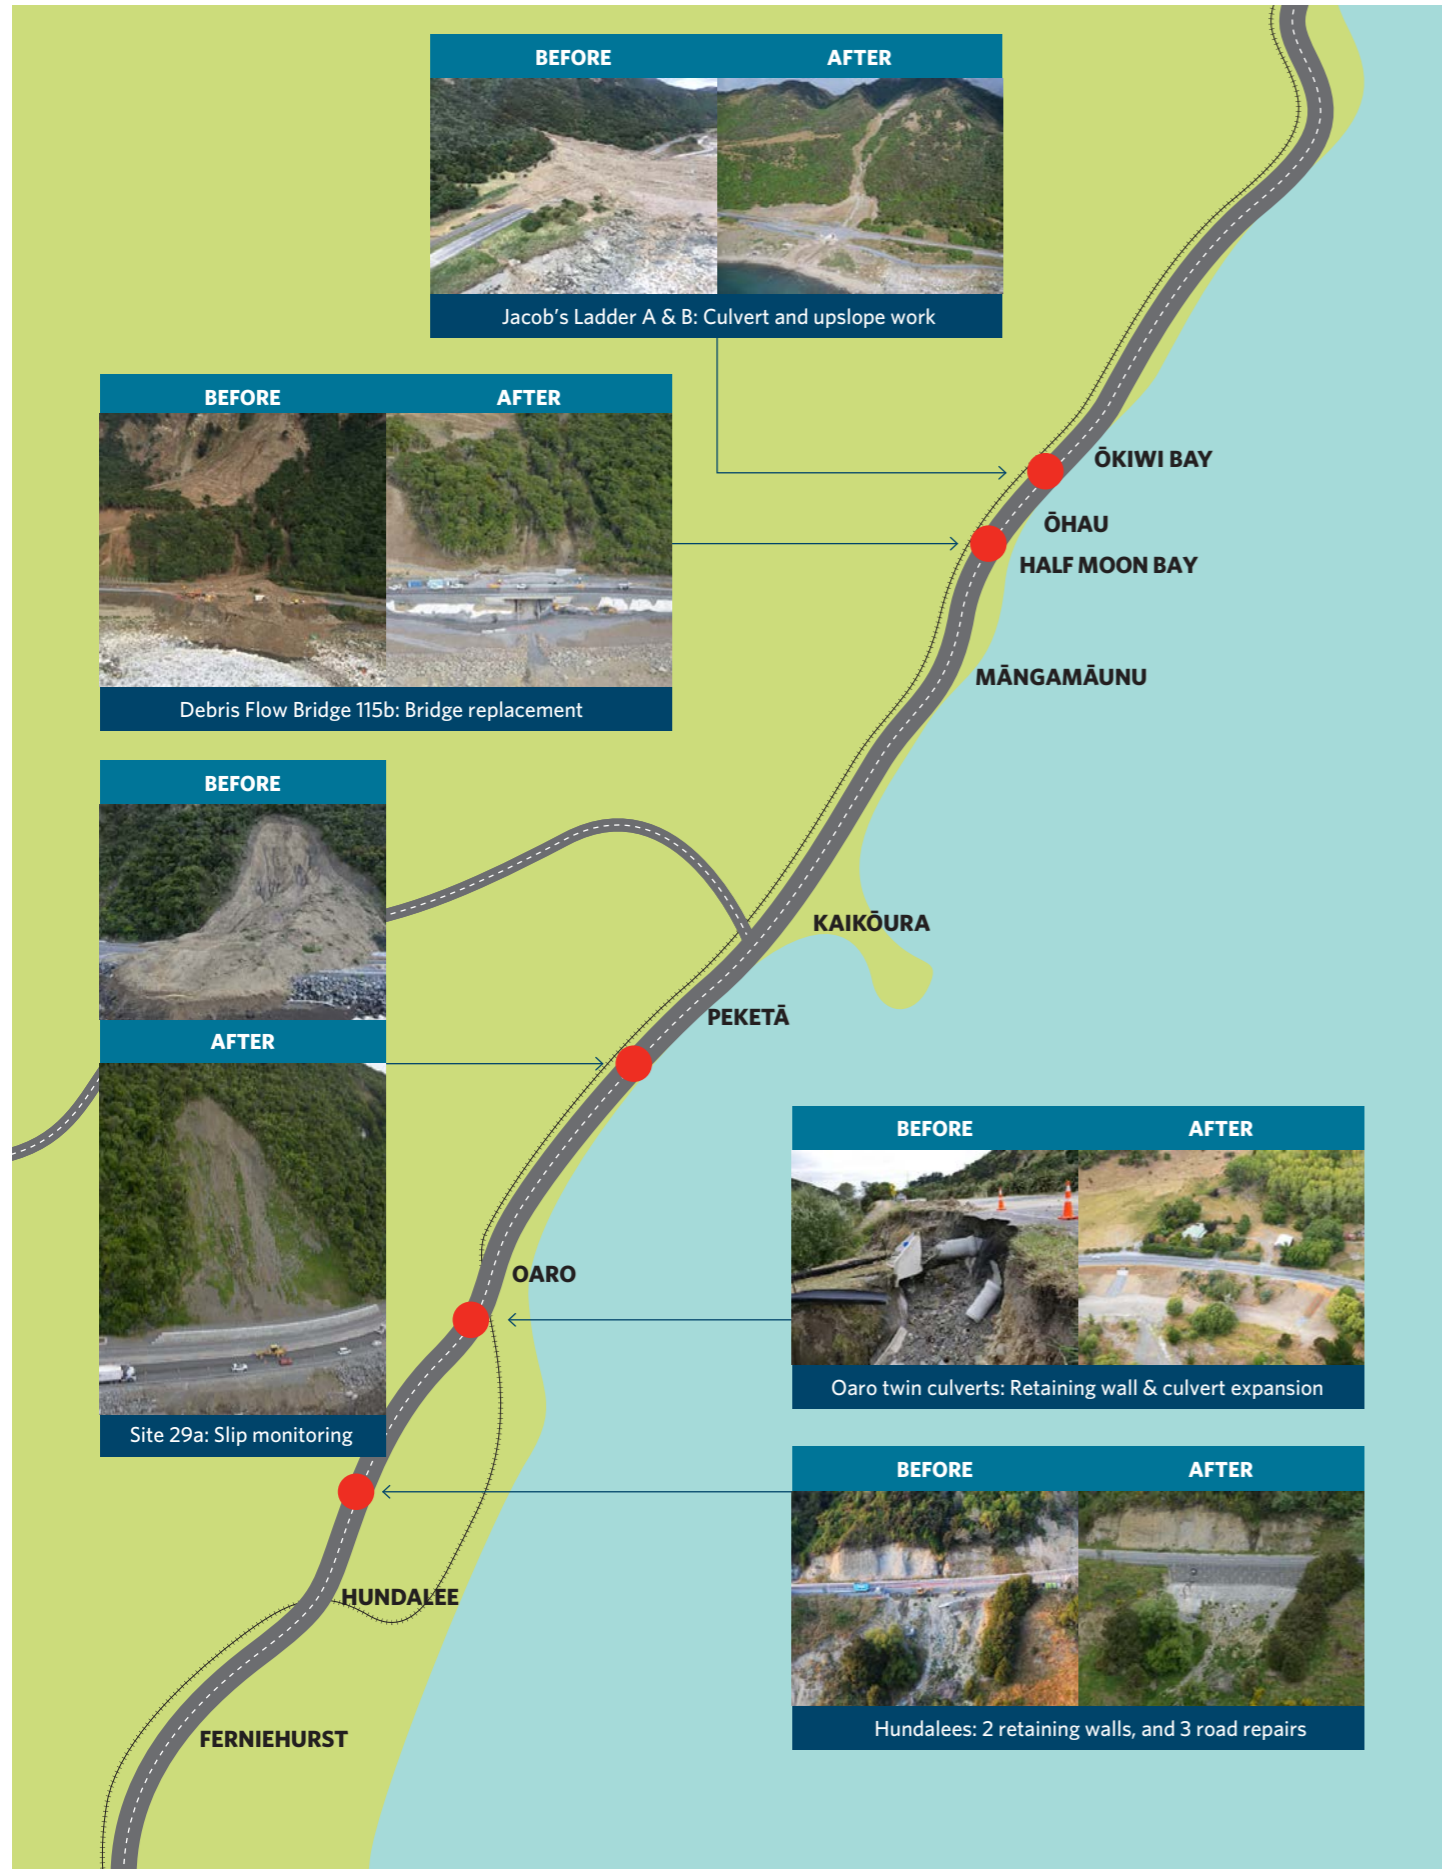 BEFORE
AFTER
Jacob's Ladder A & B: Culvert and upslope work
BEFORE
AFTER
Debris Flow Bridge 115b: Bridge replacement
ŌKIWI BAY
ŌHAU
HALF MOON BAY
MĀNGAMĀUNU
BEFORE
AFTER
Site 29a: Slip monitoring
KAIKŌURA
PEKETĀ
OARO
BEFORE
AFTER
Oaro twin culverts: Retaining wall & culvert expansion
BEFORE
AFTER
Hundalees: 2 retaining walls, and 3 road repairs
HUNDALEE
FERNIEHURST